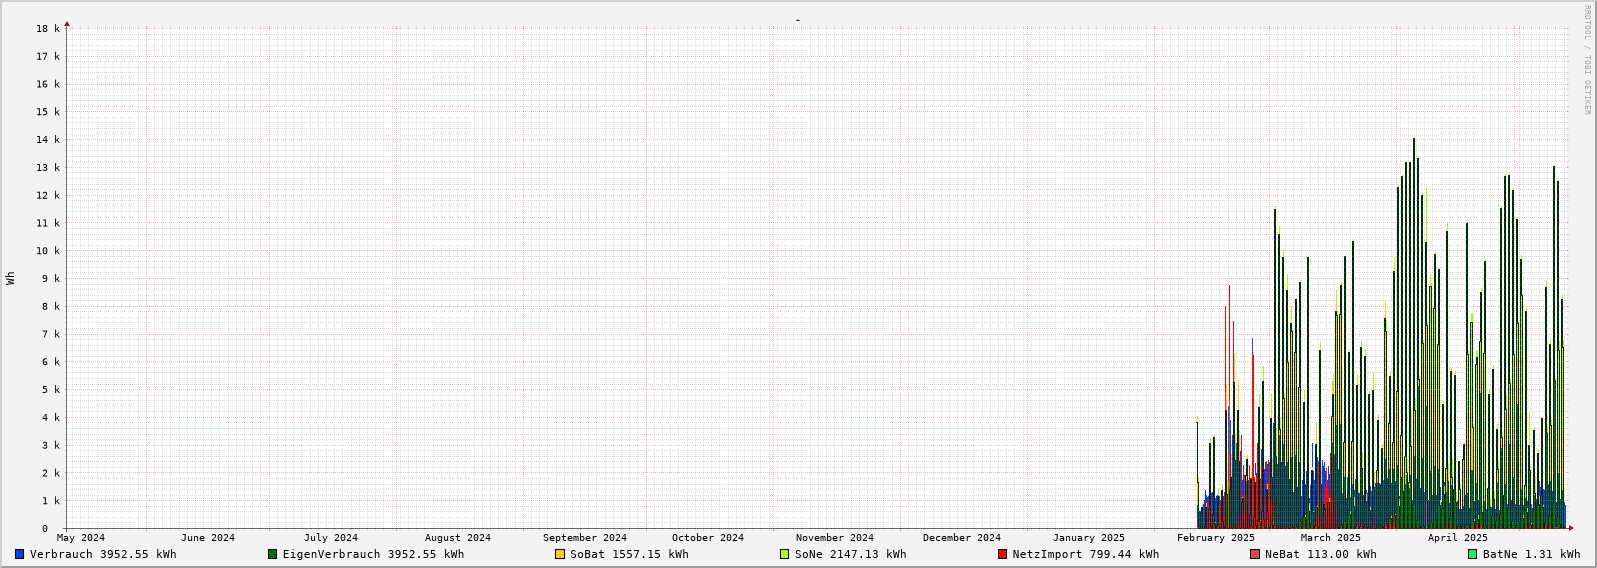 -
RRDTOOL / TOBI OETIKER
Wh
18 k
17 k
16 k
15 k
14 k
13 k
12 k
11 k
10 k
9 k
8 k
7 k
6 k
5 k
4 k
3 k
2 k
1 k
0
May 2024 June 2024 July 2024 August 2024 September 2024 October 2024 November 2024 December 2024 January 2025 February 2025 March 2025 April 2025
Verbrauch 3952.55 kWh EigenVerbrauch 3952.55 kWh SoBat 1557.15 kWh SoNe 2147.13 kWh NetzImport 799.44 kWh NeBat 113.00 kWh BatNe 1.31 kWh